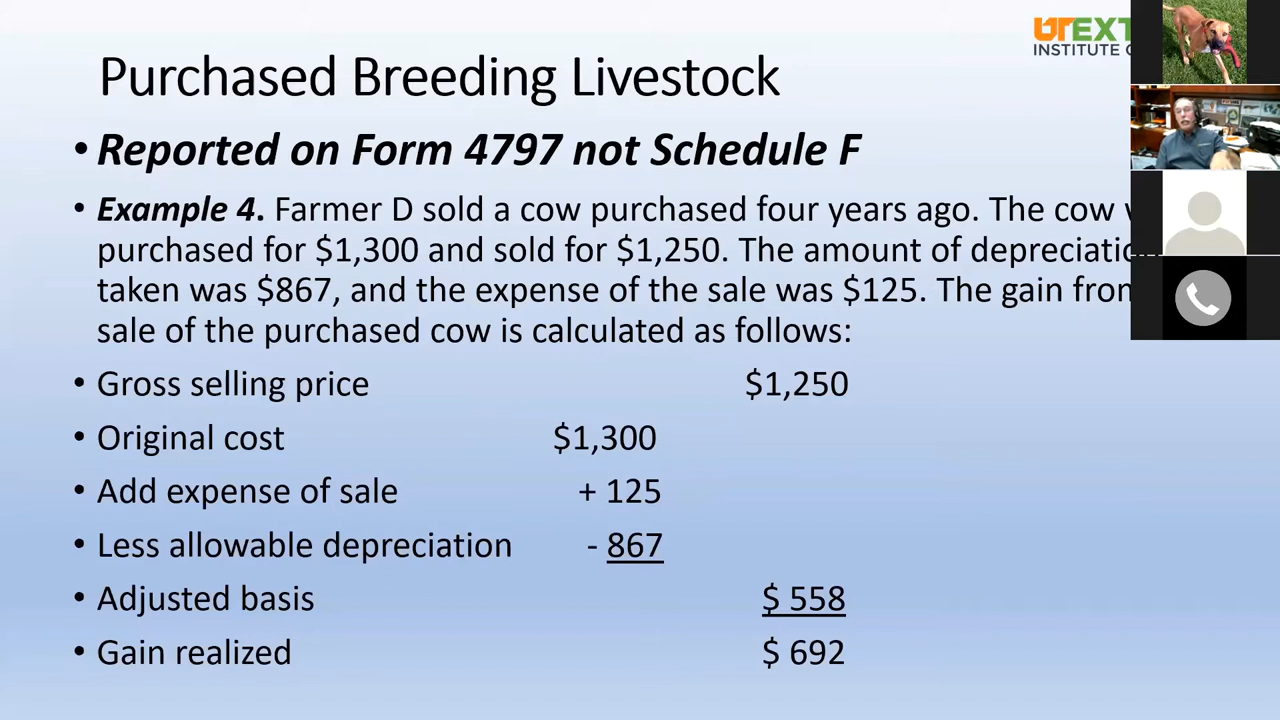 UTEXT
INSTITUTE
Purchased Breeding Livestock
• Reported on Form 4797 not Schedule F
• Example 4. Farmer D sold a cow purchased four years ago. The cow
purchased for $1,300 and sold for $1,250. The amount of depreciation
taken was $867, and the expense of the sale was $125. The gain from
sale of the purchased cow is calculated as follows:
• Gross selling price $1,250
• Original cost $1,300
• Add expense of sale + 125
• Less allowable depreciation - 867
• Adjusted basis $ 558
• Gain realized $ 692